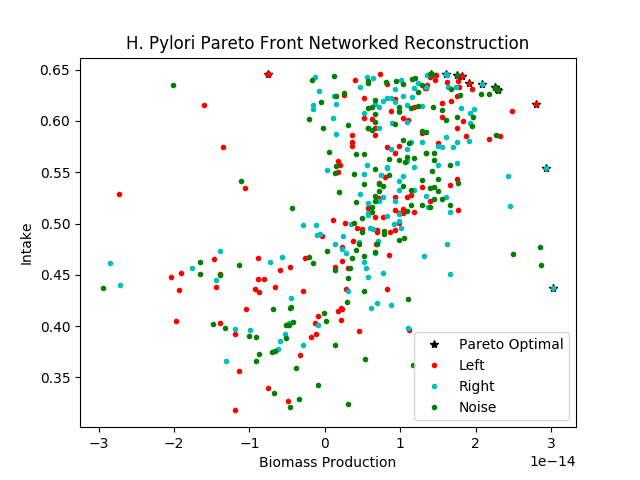 H. Pylori Pareto Front Networked Reconstruction
0.65
0.60
0.55
0.50
0.45
0.40
0.35
Intake
Pareto Optimal
Left
Right
Noise
−3
−2
−1
0
1
2
3
1e−14
Biomass Production